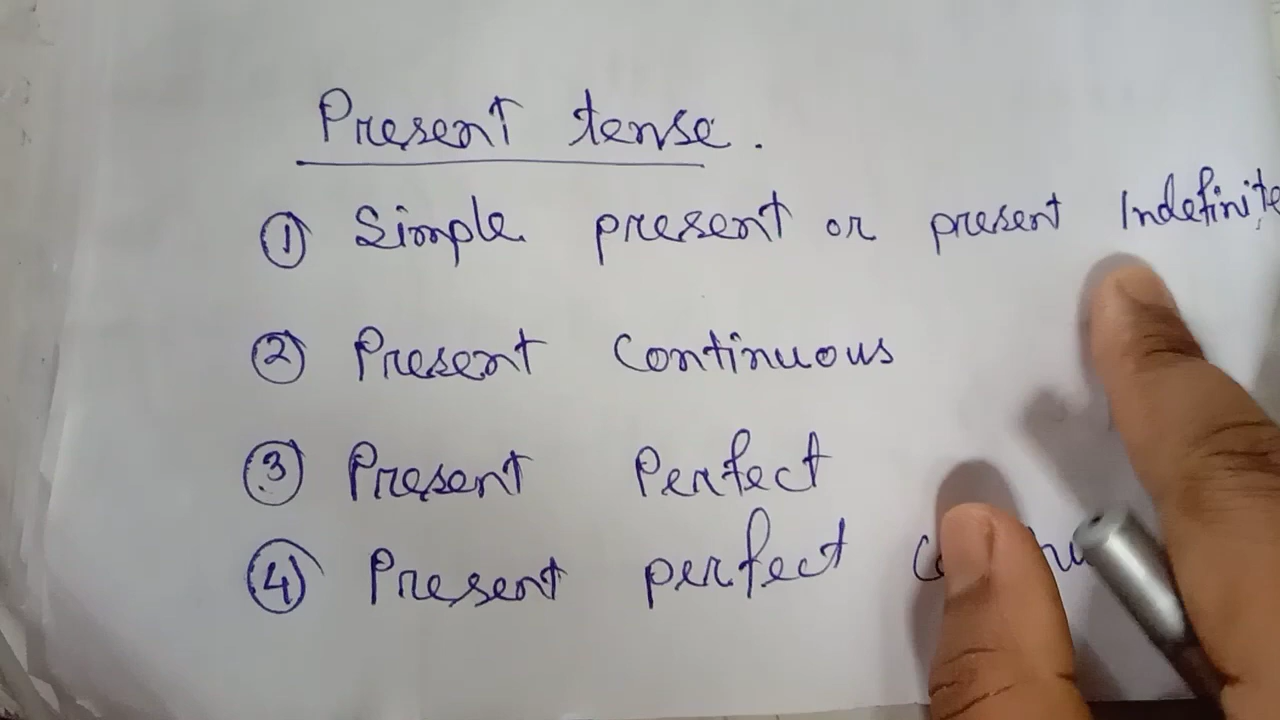 Present tense.
① Simple present or present Indefinite
② Present Continuous
③ Present Perfect
④ Present perfect